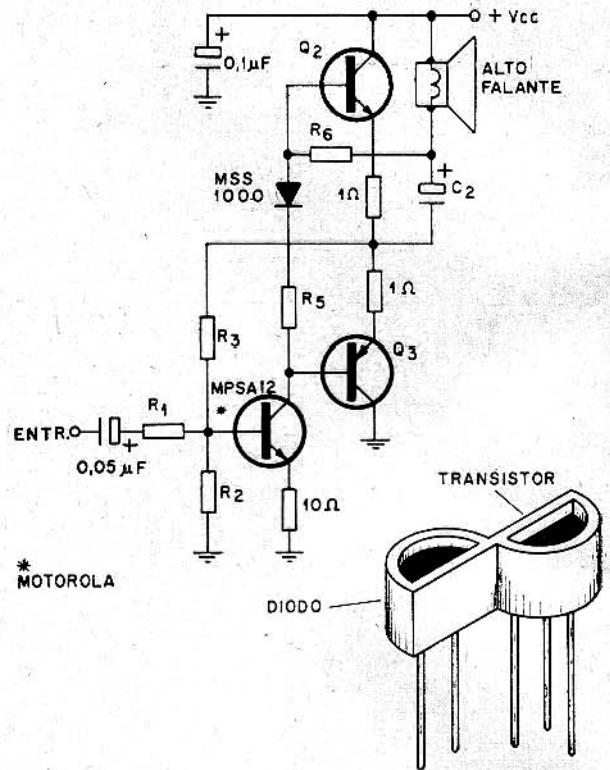 + Vcc
+
0,1µF
Q2
ALTO
FALANTE
R6
MSS
1000
1Ω
+
C2
R5
1Ω
R3
Q3
MPSA12
*
ENTR.
+
0,05µF
R1
R2
10Ω
*
MOTOROLA
TRANSISTOR
DIODO